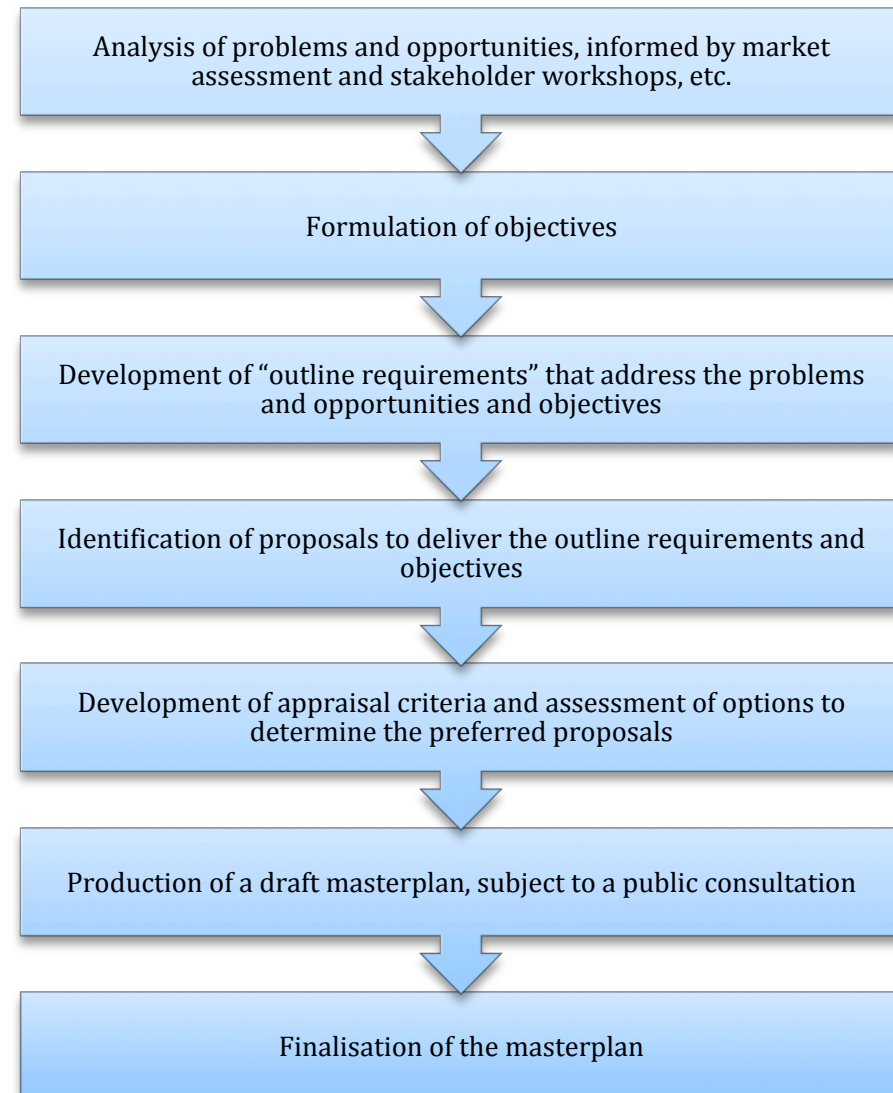 Analysis of problems and opportunities, informed by market
assessment and stakeholder workshops, etc.
Formulation of objectives
Development of “outline requirements” that address the problems
and opportunities and objectives
Identification of proposals to deliver the outline requirements and
objectives
Development of appraisal criteria and assessment of options to
determine the preferred proposals
Production of a draft masterplan, subject to a public consultation
Finalisation of the masterplan